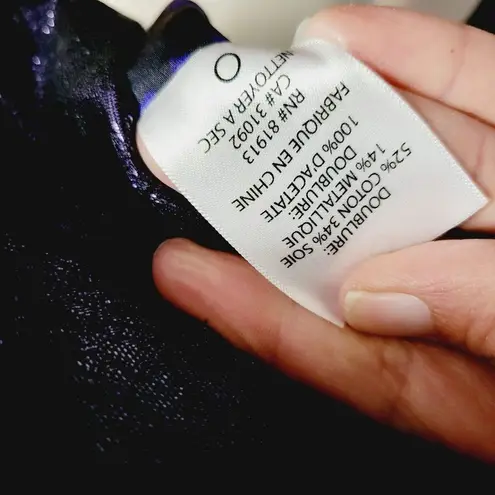 DOUBLURE:
52% COTON 34% SOIE
14% METALLIQUE
DOUBLURE:
100% D'ACETATE
FABRIQUE EN CHINE
RN# 81913
CA# 31092
NETTOYER A SEC